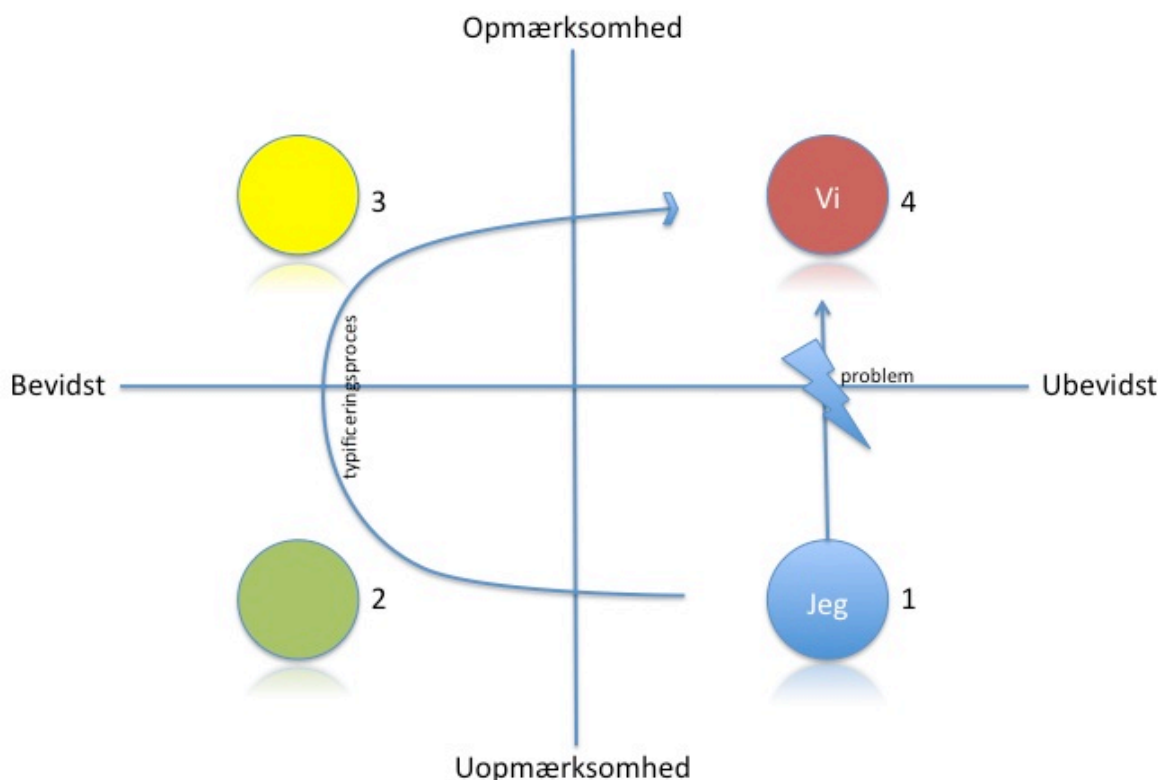 Opmærksomhed
3
Vi
4
typificeringsproces
problem
Bevidst
Ubevidst
2
Jeg
1
Uopmærksomhed